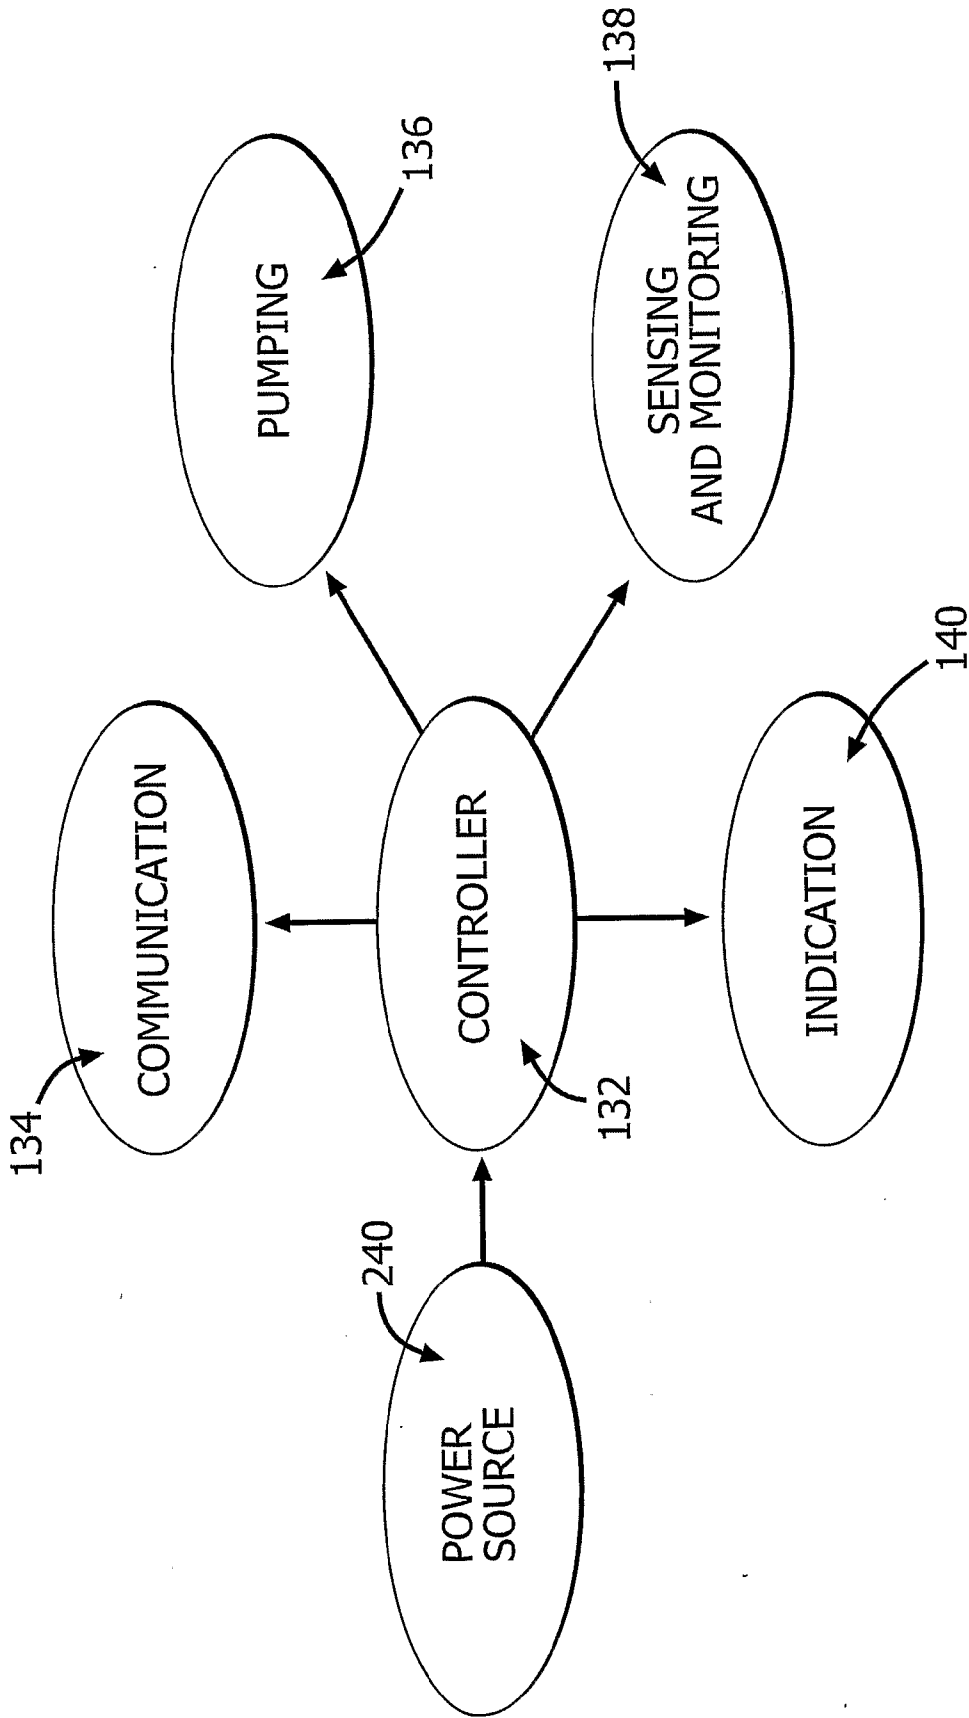 134
COMMUNICATION
PUMPING
136
240
POWER
SOURCE
CONTROLLER
132
138
SENSING
AND MONITORING
INDICATION
140